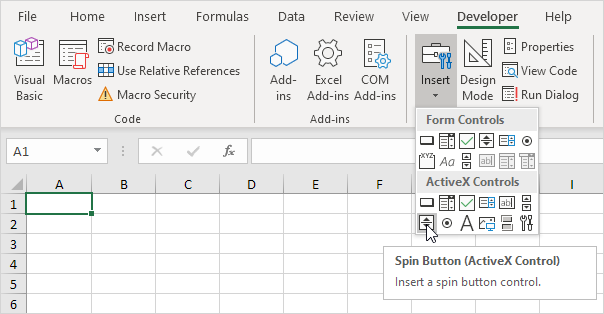 File Home Insert Formulas Data Review View Developer Help
Visual Basic
Macros
Record Macro
Use Relative References
Macro Security
Code
Add-ins
Excel Add-ins
COM Add-ins
Add-ins
Insert
Design Mode
Properties
View Code
Run Dialog
Form Controls
XYZ Aa ab
ActiveX Controls
ab
A
A1 fx
A B C D E F I
1
2
3
4
5
6
Spin Button (ActiveX Control)
Insert a spin button control.